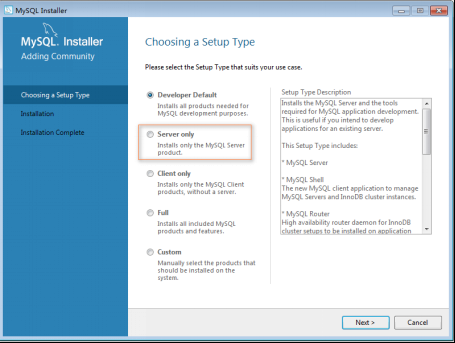 MySQL Installer
MySQL. Installer
Adding Community
Choosing a Setup Type
Installation
Installation Complete
Choosing a Setup Type
Please select the Setup Type that suits your use case.
Developer Default
Installs all products needed for
MySQL development purposes.
Server only
Installs only the MySQL Server
product.
Client only
Installs only the MySQL Client
products, without a server.
Full
Installs all included MySQL
products and features.
Custom
Manually select the products that
should be installed on the
system.
Setup Type Description
Installs the MySQL Server and the tools
required for MySQL application development.
This is useful if you intend to develop
applications for an existing server.
This Setup Type includes:
* MySQL Server
* MySQL Shell
The new MySQL client application to manage
MySQL Servers and InnoDB cluster instances.
* MySQL Router
High availability router daemon for InnoDB
cluster setups to be installed on application
Next >
Cancel